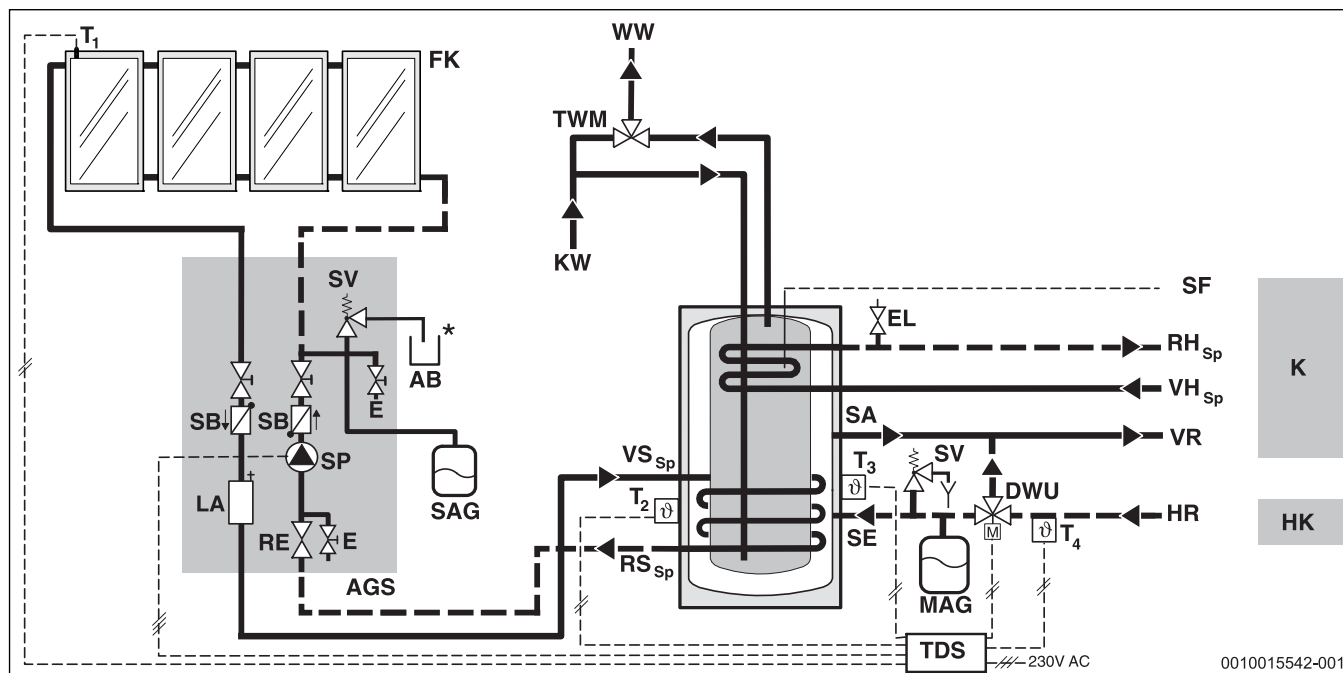 T1
FK
WW
TWM
KW
SV
*
AB
E
SB
SB
SP
LA
RE
E
AGS
SAG
SF
EL
RHSp
VHSp
K
SA
VR
VSSp
T2
ϑ
T3
ϑ
SV
DWU
M
HR
HK
ϑ
T4
SE
RSSp
MAG
TDS
230V AC
0010015542-001